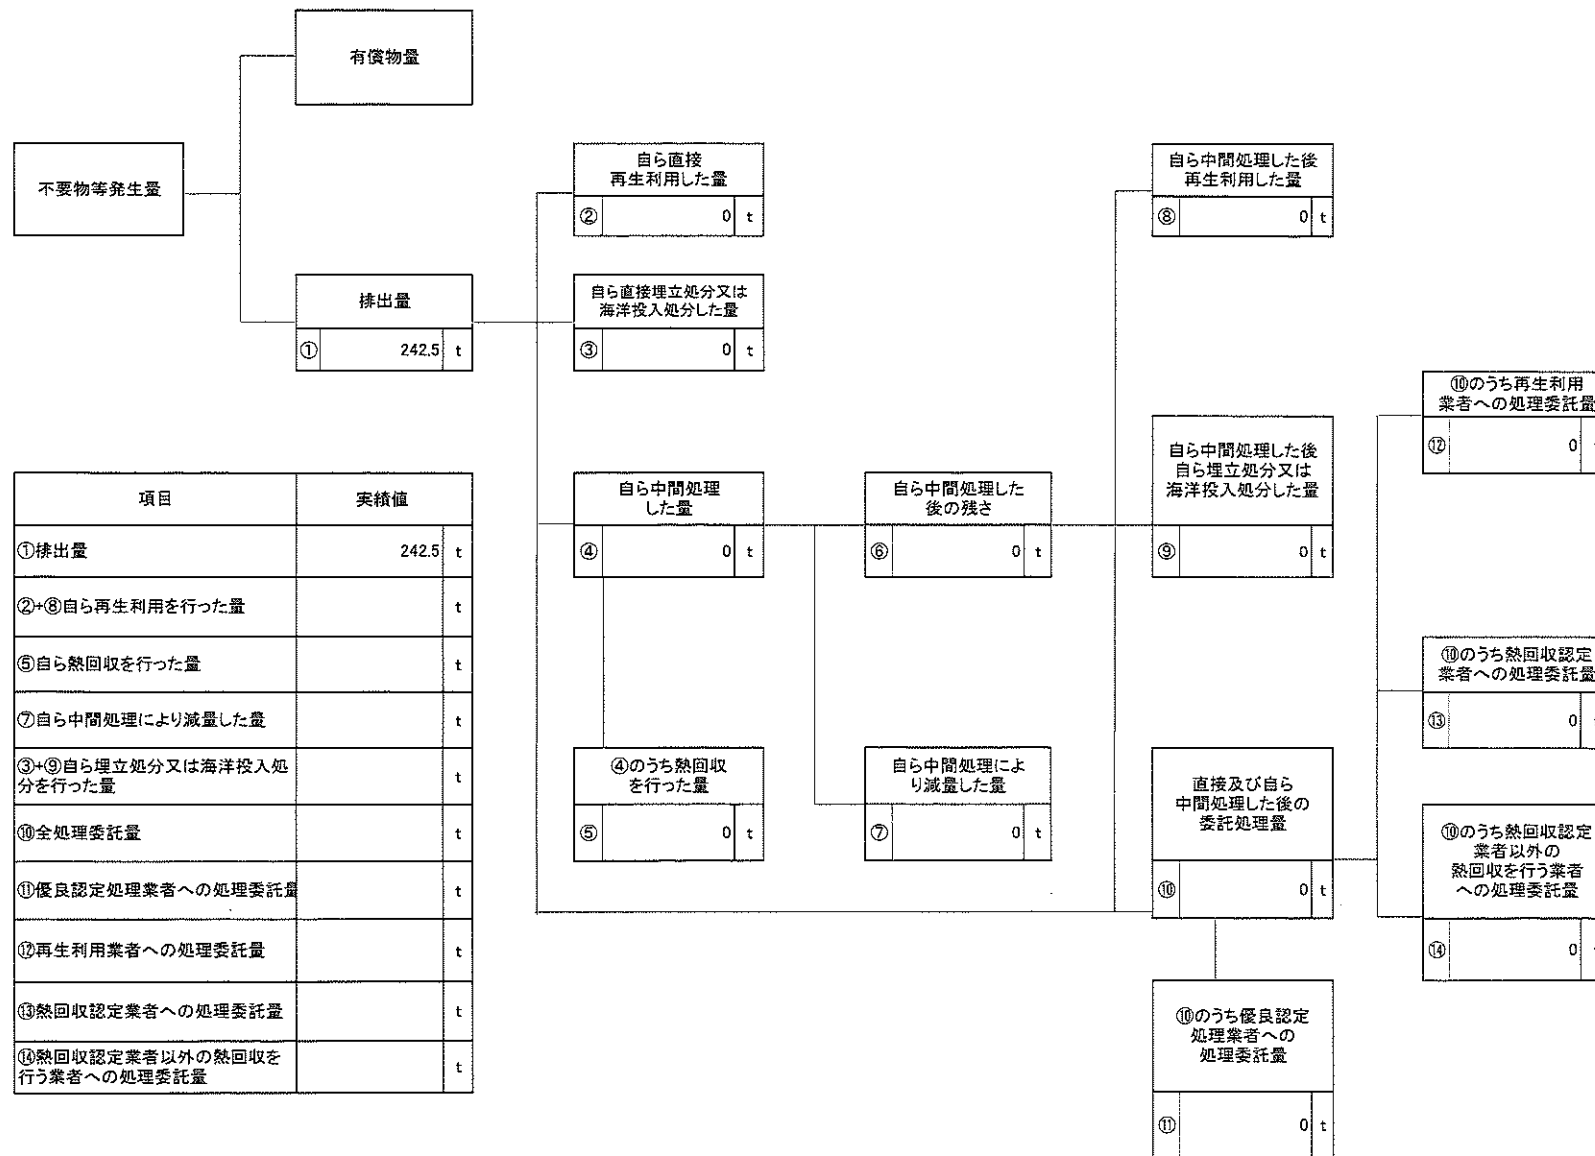 有償物量
不要物等発生量
排出量
① 242.5 t
自ら直接
再生利用した量
② 0 t
自ら直接埋立処分又は
海洋投入処分した量
③ 0 t
自ら中間処理
した量
④ 0 t
④のうち熱回収
を行った量
⑤ 0 t
自ら中間処理した
後の残さ
⑥ 0 t
自ら中間処理によ
り減量した量
⑦ 0 t
自ら中間処理した後
再生利用した量
⑧ 0 t
自ら中間処理した後
自ら埋立処分又は
海洋投入処分した量
⑨ 0 t
直接及び自ら
中間処理した後の
委託処理量
⑩ 0 t
⑩のうち優良認定
処理業者への
処理委託量
⑪ 0 t
⑩のうち再生利用
業者への処理委託量
⑫ 0
⑩のうち熱回収認定
業者への処理委託量
⑬ 0
⑩のうち熱回収認定
業者以外の
熱回収を行う業者
への処理委託量
⑭ 0
項目 実績値
①排出量 242.5 t
②+⑧自ら再生利用を行った量 t
⑤自ら熱回収を行った量 t
⑦自ら中間処理により減量した量 t
③+⑨自ら埋立処分又は海洋投入処
分を行った量 t
⑩全処理委託量 t
⑪優良認定処理業者への処理委託量 t
⑫再生利用業者への処理委託量 t
⑬熱回収認定業者への処理委託量 t
⑭熱回収認定業者以外の熱回収を
行う業者への処理委託量 t